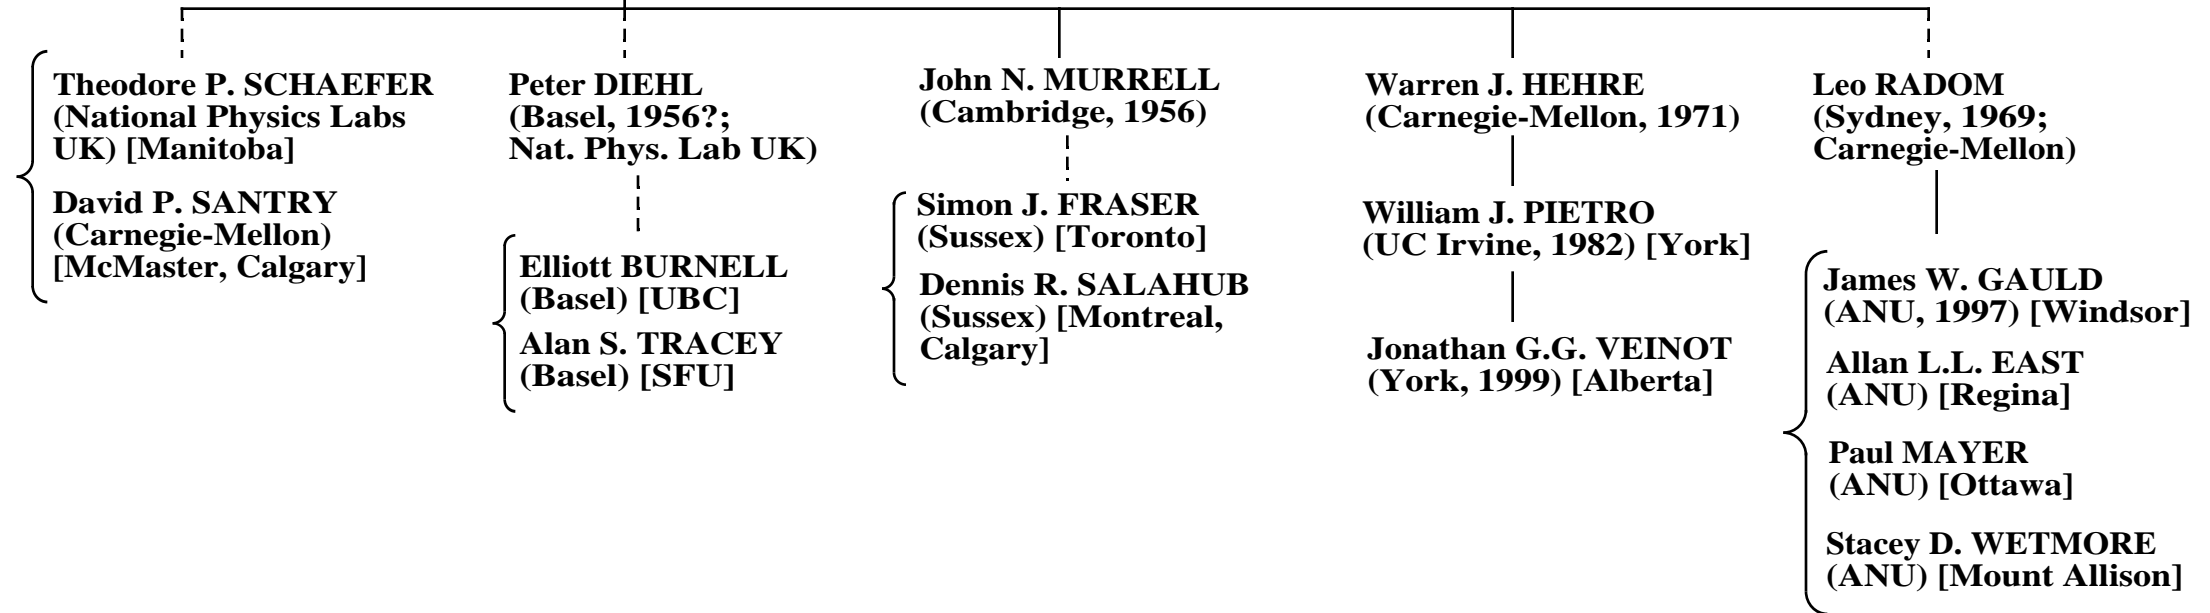 Theodore P. SCHAEFER
(National Physics Labs
UK) [Manitoba]
David P. SANTRY
(Carnegie-Mellon)
[McMaster, Calgary]
Peter DIEHL
(Basel, 1956?;
Nat. Phys. Lab UK)
Elliott BURNELL
(Basel) [UBC]
Alan S. TRACEY
(Basel) [SFU]
John N. MURRELL
(Cambridge, 1956)
Simon J. FRASER
(Sussex) [Toronto]
Dennis R. SALAHUB
(Sussex) [Montreal,
Calgary]
Warren J. HEHRE
(Carnegie-Mellon, 1971)
William J. PIETRO
(UC Irvine, 1982) [York]
Jonathan G.G. VEINOT
(York, 1999) [Alberta]
Leo RADOM
(Sydney, 1969;
Carnegie-Mellon)
James W. GAULD
(ANU, 1997) [Windsor]
Allan L.L. EAST
(ANU) [Regina]
Paul MAYER
(ANU) [Ottawa]
Stacey D. WETMORE
(ANU) [Mount Allison]